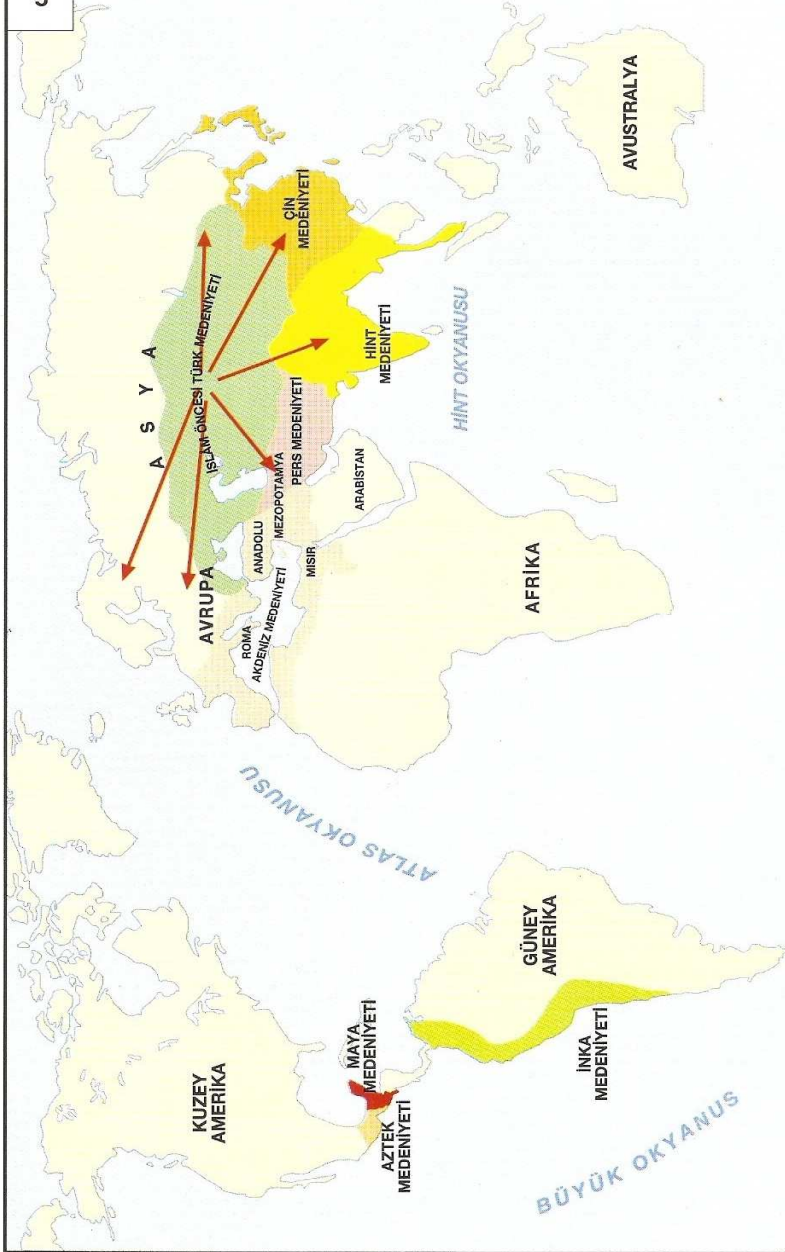 5
KUZEY
AMERİKA
AZTEK
MEDENİYETİ
MAYA
MEDENİYETİ
İNKA
MEDENİYETİ
GÜNEY
AMERİKA
BÜYÜK OKYANUS
ATLAS OKYANUSU
AVRUPA
ASYA
İSLAM ÖNCESİ TÜRK MEDENİYETİ
ROMA
AKDENİZ MEDENİYETİ
ANADOLU
MEZOPOTAMYA
MISIR
PERS MEDENİYETİ
ARABİSTAN
AFRİKA
HİNT
MEDENİYETİ
ÇİN
MEDENİYETİ
HİNT OKYANUSU
AVUSTRALYA